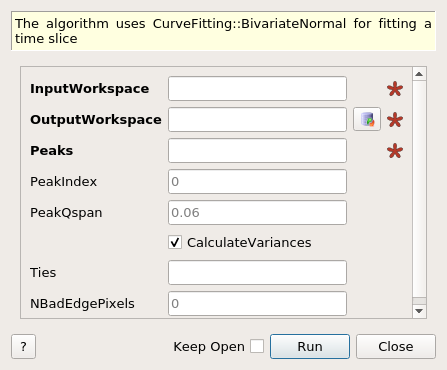 The algorithm uses CurveFitting::BivariateNormal for fitting a
time slice
InputWorkspace
OutputWorkspace
Peaks
PeakIndex 0
PeakQspan 0.06
CalculateVariances
Ties
NBadEdgePixels 0
? Keep Open Run Close